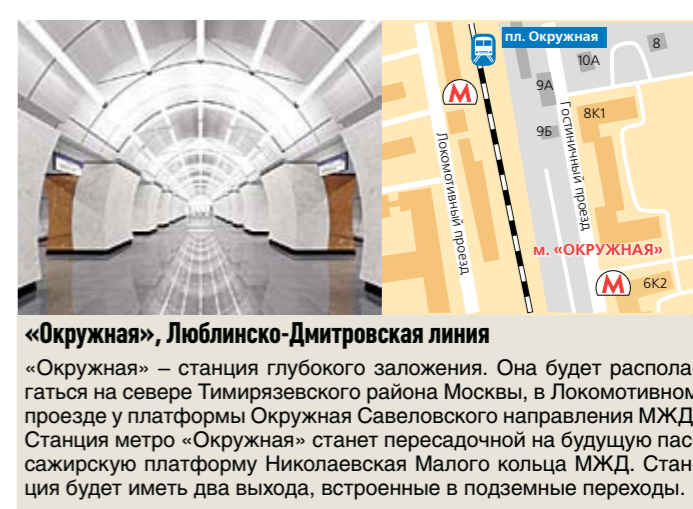 пл. Окружная
8
10А
9А
8К1
9Б
Гостиничный проезд
Локомотивный проезд
М
м. «ОКРУЖНАЯ»
М
6К2
«Окружная», Люблинско-Дмитровская линия
«Окружная» – станция глубокого заложения. Она будет распола-
гаться на севере Тимирязевского района Москвы, в Локомотивном
проезде у платформы Окружная Савеловского направления МЖД.
Станция метро «Окружная» станет пересадочной на будущую пас-
сажирскую платформу Николаевская Малого кольца МЖД. Стан-
ция будет иметь два выхода, встроенные в подземные переходы.